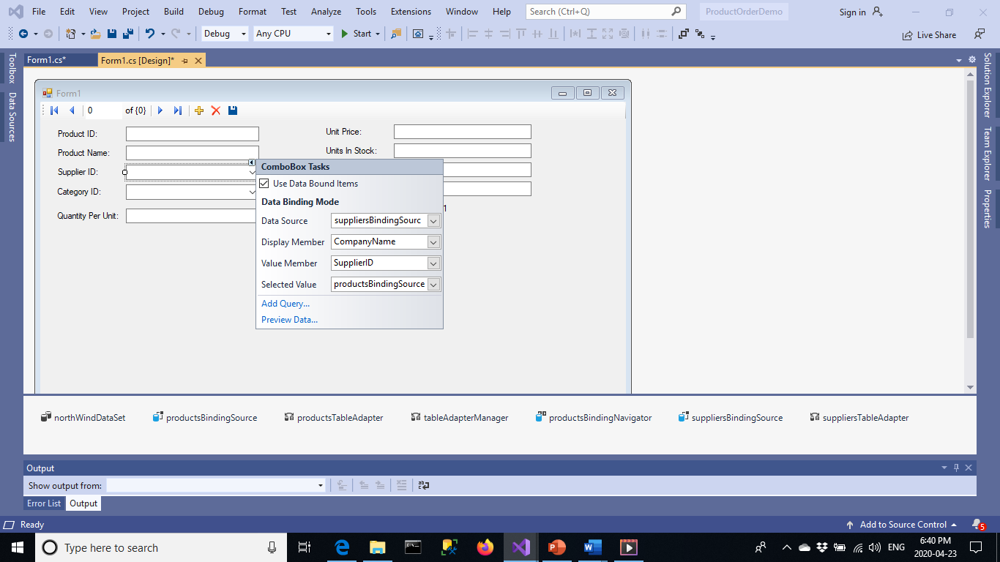 File Edit View Project Build Debug Format Test Analyze Tools Extensions Window Help Search (Ctrl+Q) ProductOrderDemo Sign in
Debug Any CPU Start Live Share
Form1.cs* Form1.cs [Design]*
Toolbox
Data Sources
Solution Explorer
Team Explorer
Properties
Form1
0 of {0}
Product ID: Unit Price:
Product Name: Units In Stock:
Supplier ID:
Category ID:
Quantity Per Unit: 1
ComboBox Tasks
Use Data Bound Items
Data Binding Mode
Data Source suppliersBindingSourc
Display Member CompanyName
Value Member SupplierID
Selected Value productsBindingSource
Add Query...
Preview Data...
northWindDataSet productsBindingSource productsTableAdapter tableAdapterManager productsBindingNavigator suppliersBindingSource suppliersTableAdapter
Output
Show output from:
Error List Output
Ready Add to Source Control 5
Type here to search ENG 6:40 PM
2020-04-23